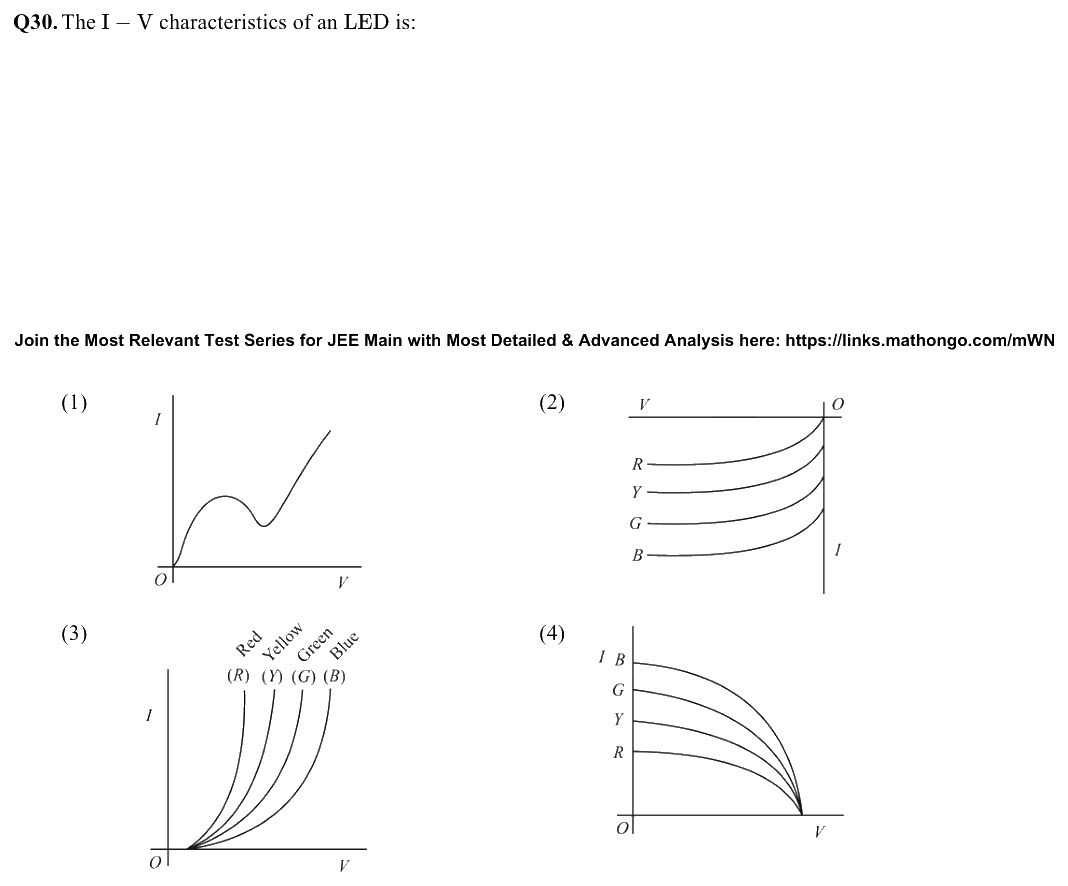 Q30. The I – V characteristics of an LED is:
Join the Most Relevant Test Series for JEE Main with Most Detailed & Advanced Analysis here: https://links.mathongo.com/mWN
(1)
I
O
V
(2)
V
O
R
Y
G
B
I
(3)
Red
Yellow
Green
Blue
(R) (Y) (G) (B)
I
O
V
(4)
I B
G
Y
R
O
V